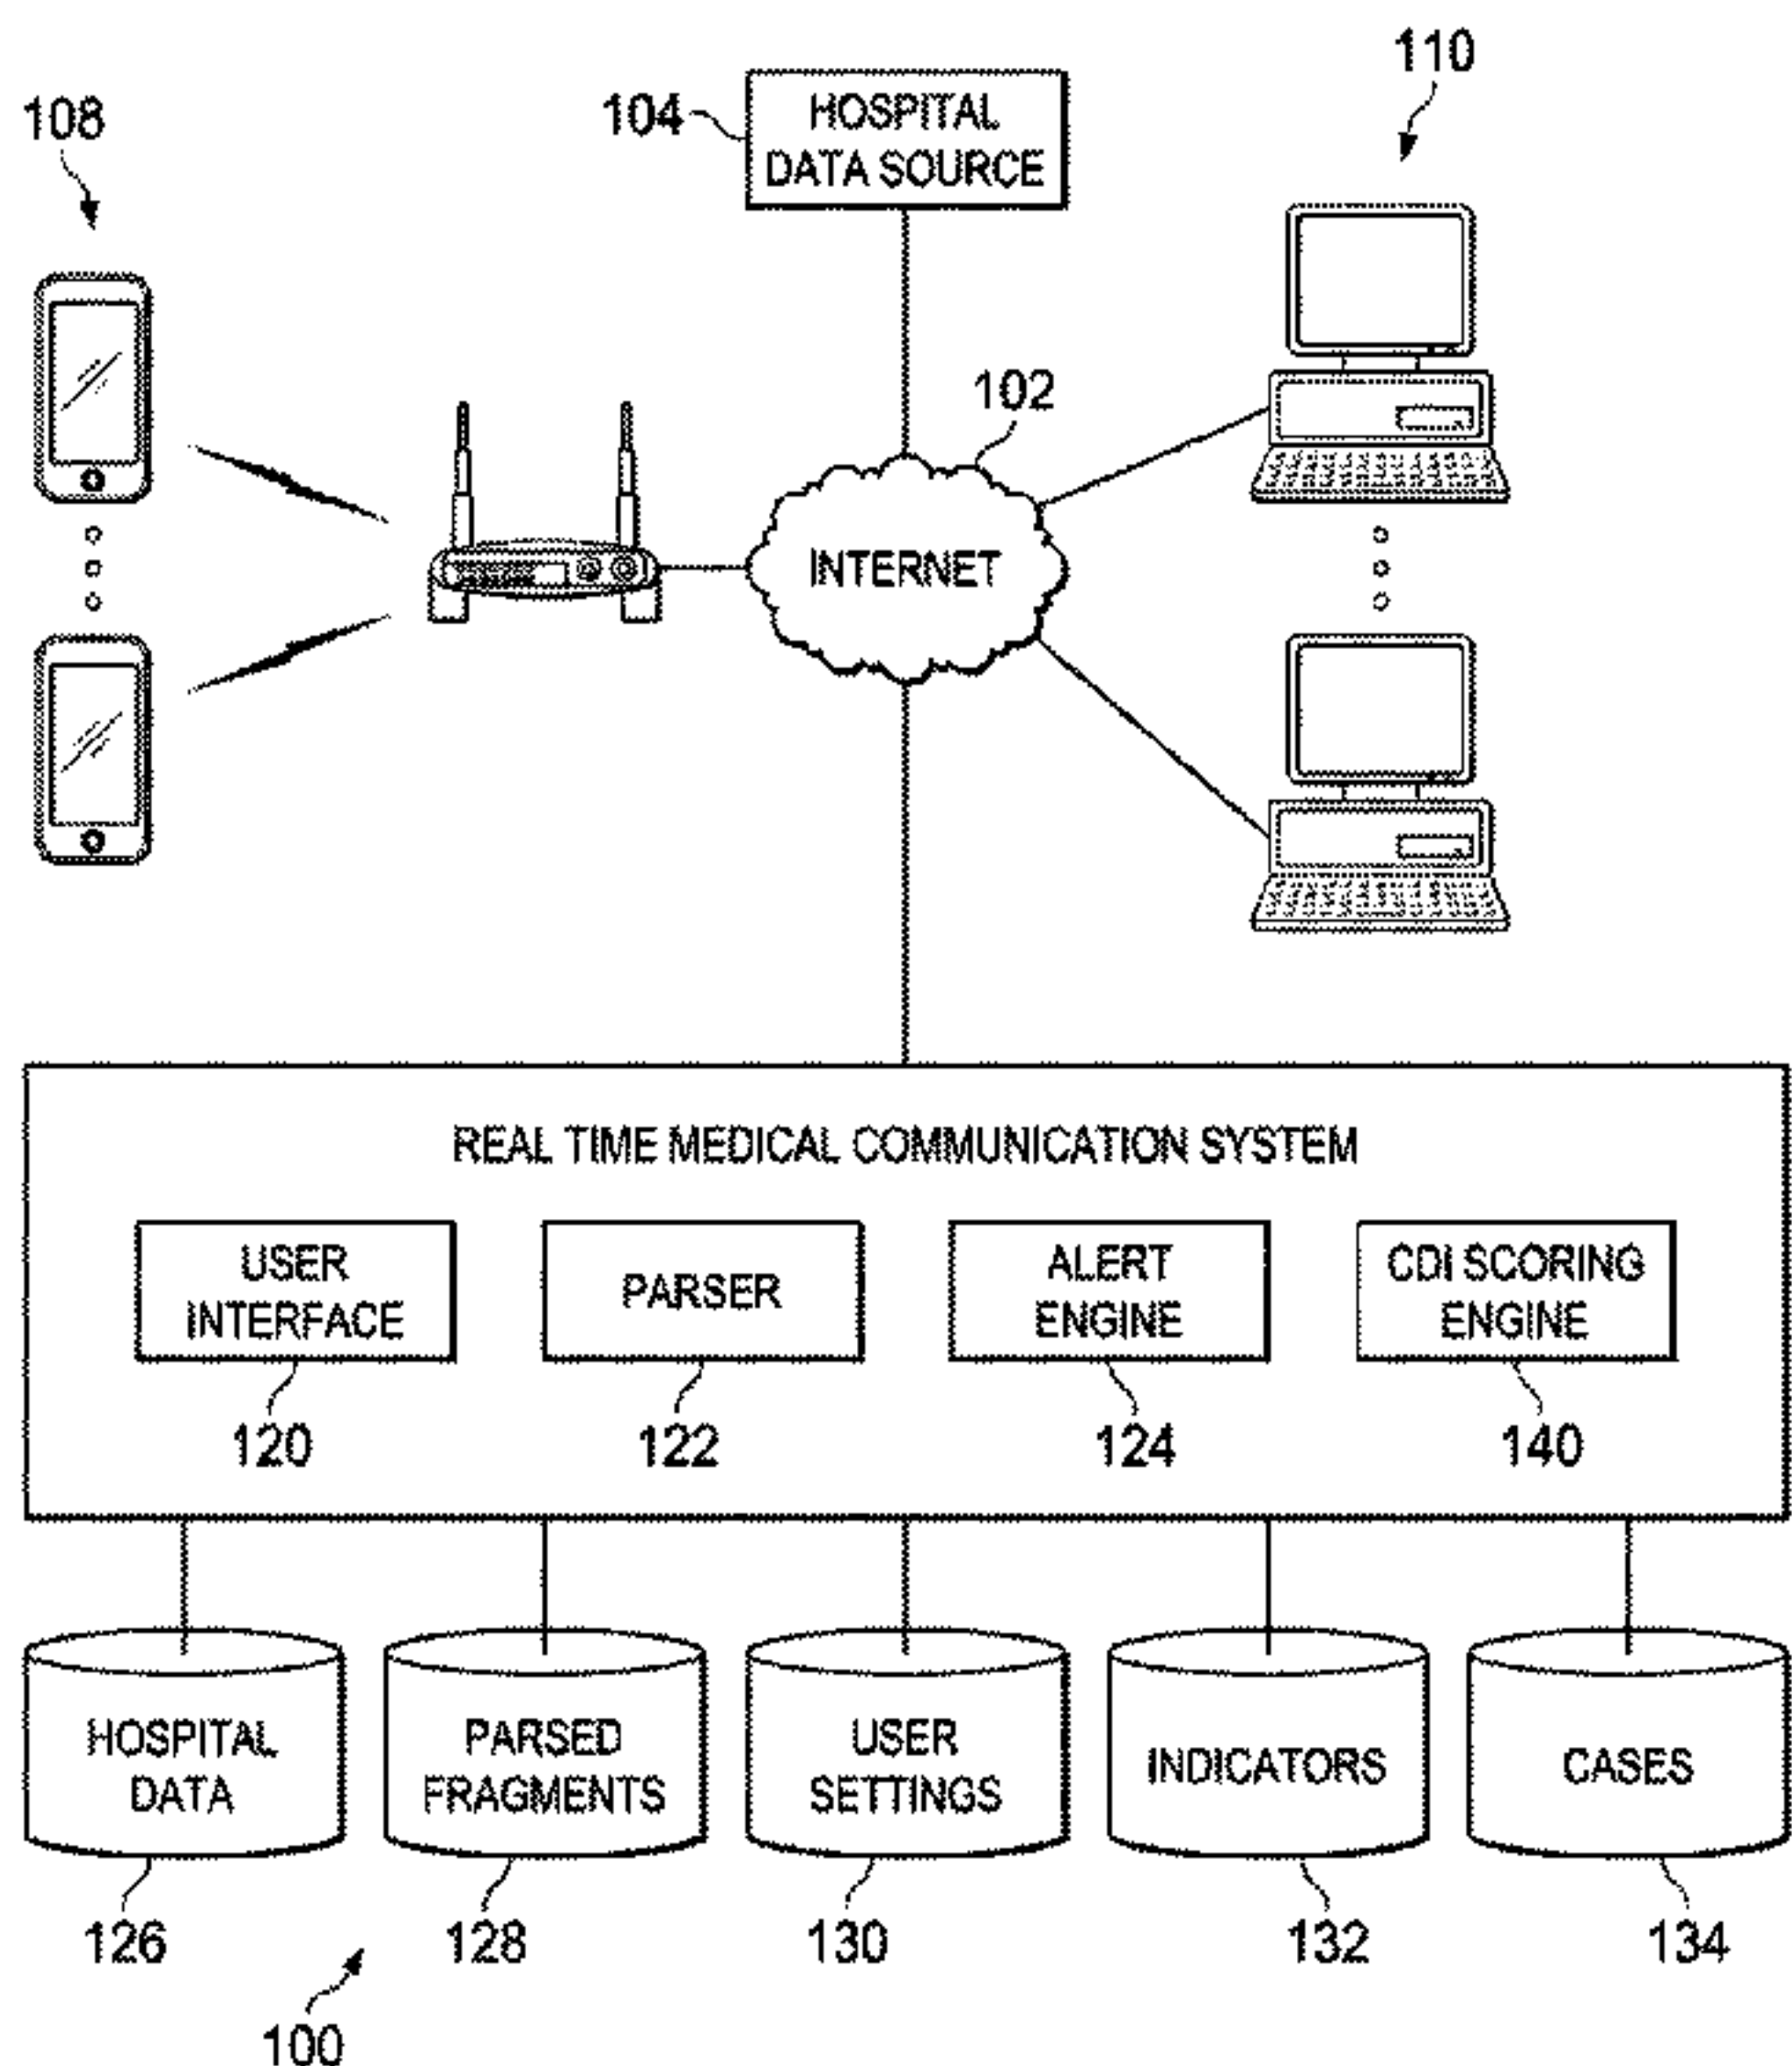 110
108
104
HOSPITAL
DATA SOURCE
102
INTERNET
REAL TIME MEDICAL COMMUNICATION SYSTEM
USER
INTERFACE
PARSER
ALERT
ENGINE
CDI SCORING
ENGINE
120
122
124
140
HOSPITAL
DATA
PARSED
FRAGMENTS
USER
SETTINGS
INDICATORS
CASES
126
128
130
132
134
100